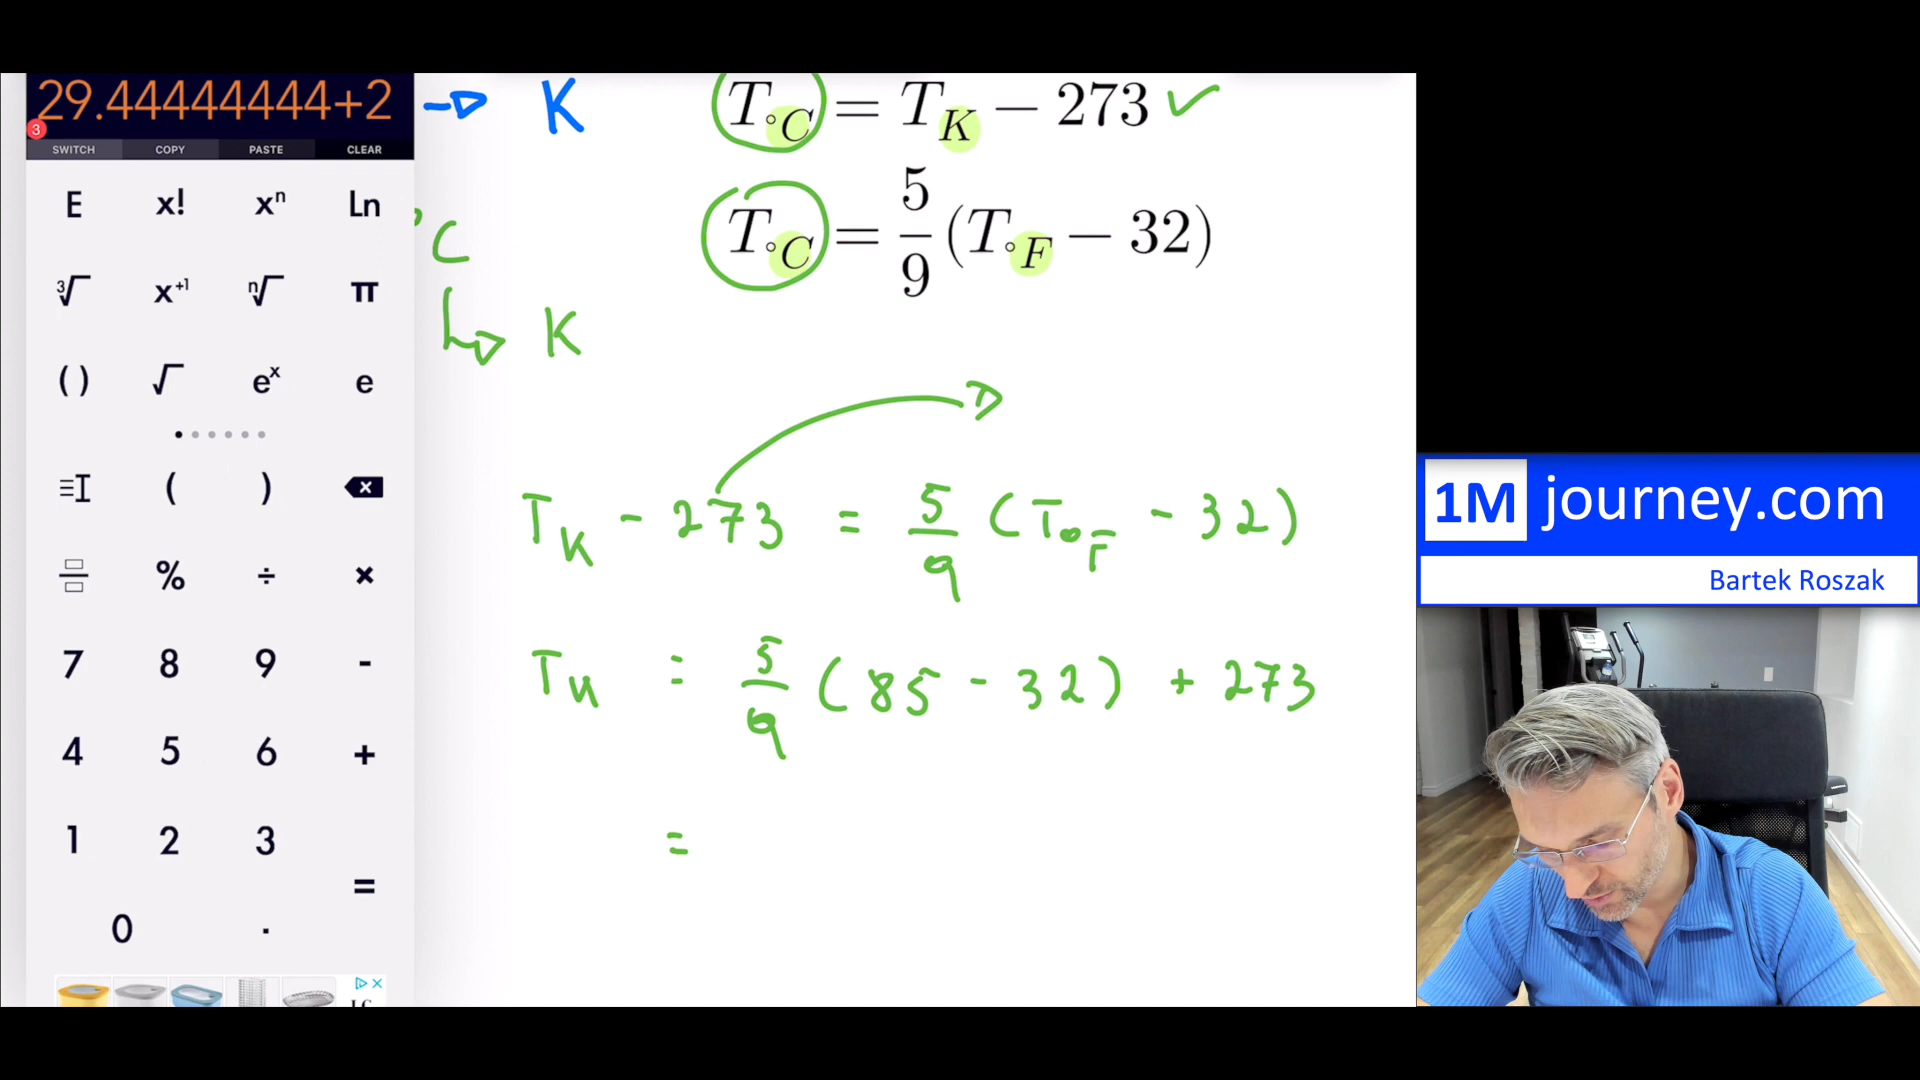 29.44444444+2
3
SWITCH COPY PASTE CLEAR
E x! xⁿ Ln
³√ x⁺¹ ⁿ√ π
( ) √ eˣ e
( )
% ÷ ×
7 8 9 -
4 5 6 +
1 2 3
=
0 .
→ K
°C
↳ K
T°C = TK − 273 ✓
T°C = 5/9 (T°F − 32)
TK - 273 = 5/9 (T°F - 32)
TK = 5/9 (85 - 32) + 273
=
1M journey.com
Bartek Roszak